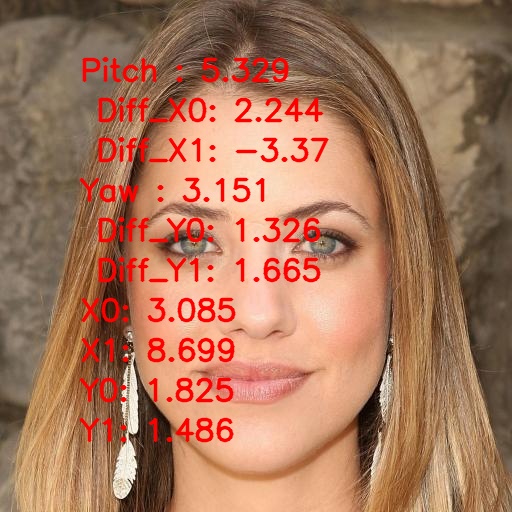 Pitch : 5.329
Diff_X0: 2.244
Diff_X1: -3.37
Yaw : 3.151
Diff_Y0: 1.326
Diff_Y1: 1.665
X0: 3.085
X1: 8.699
Y0: 1.825
Y1: 1.486